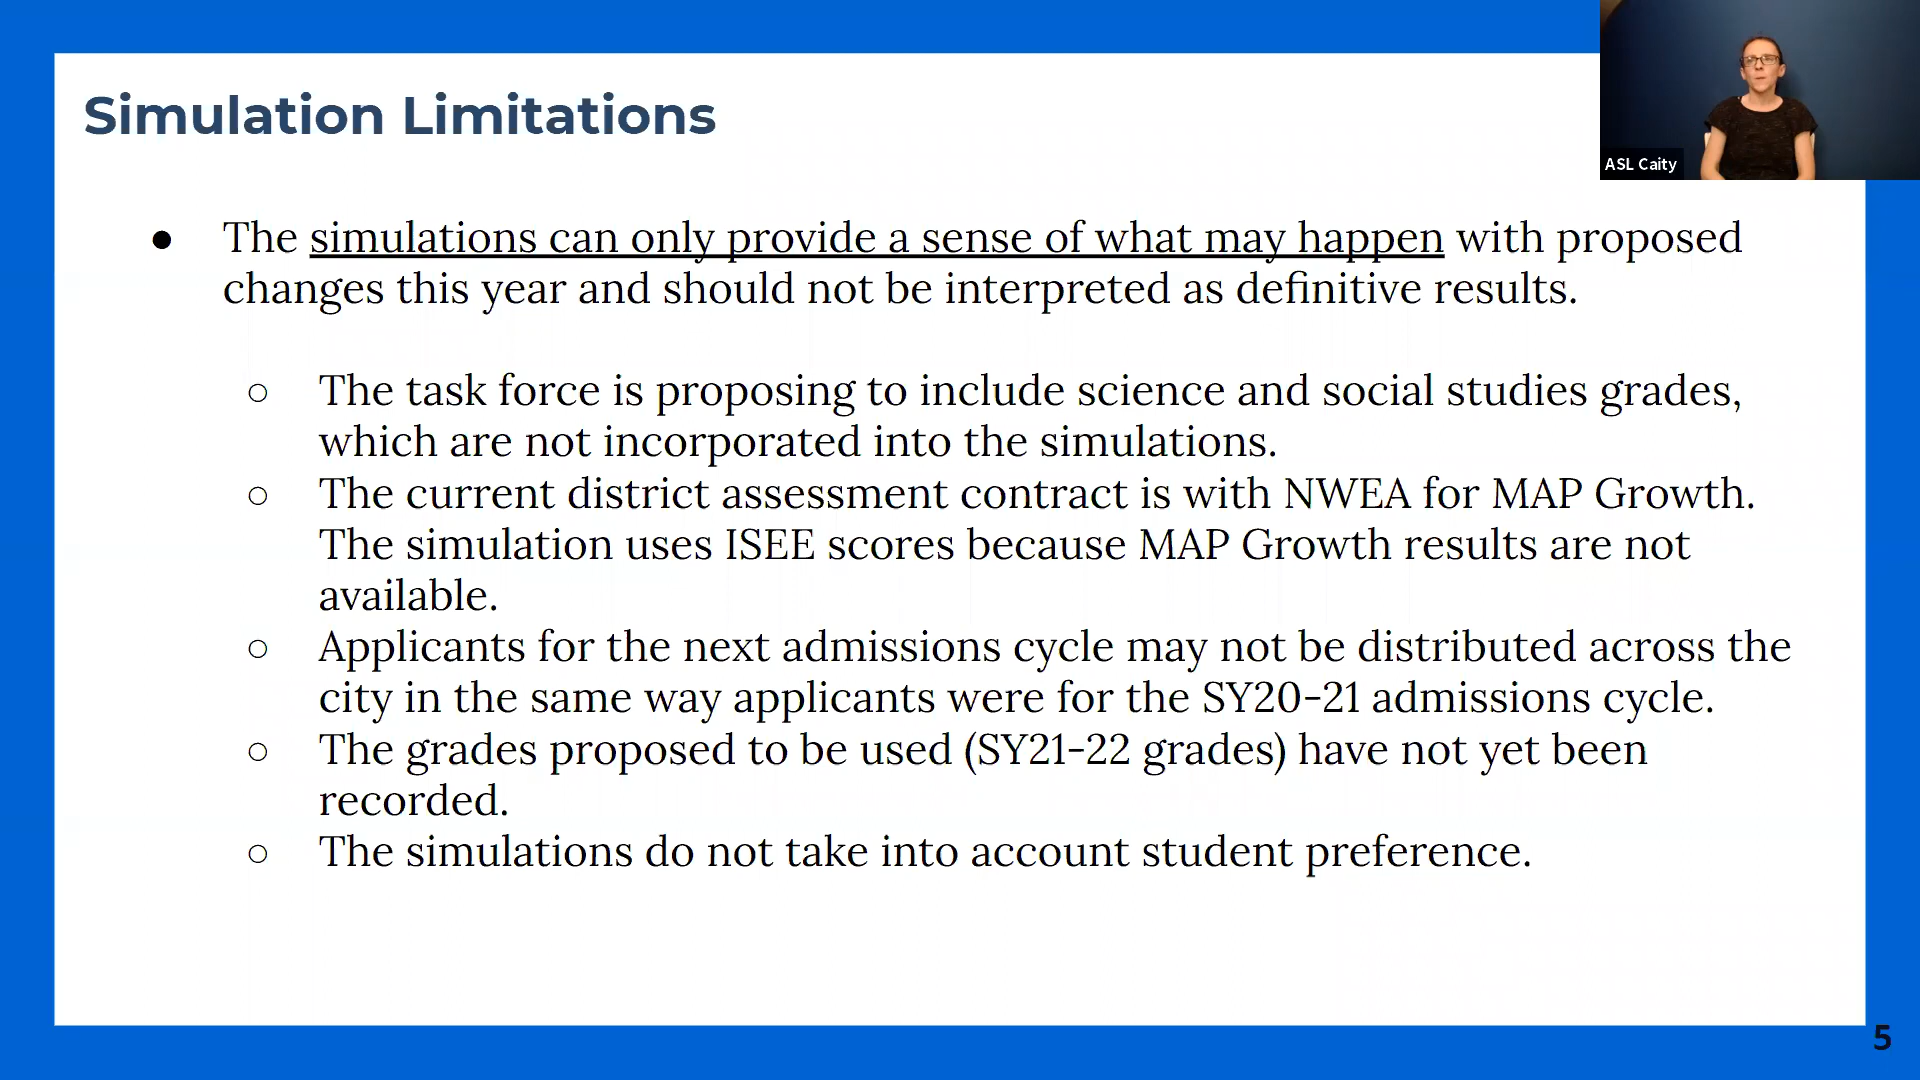 Simulation Limitations
ASL Caity
● The simulations can only provide a sense of what may happen with proposed
changes this year and should not be interpreted as definitive results.
○ The task force is proposing to include science and social studies grades,
which are not incorporated into the simulations.
○ The current district assessment contract is with NWEA for MAP Growth.
The simulation uses ISEE scores because MAP Growth results are not
available.
○ Applicants for the next admissions cycle may not be distributed across the
city in the same way applicants were for the SY20-21 admissions cycle.
○ The grades proposed to be used (SY21-22 grades) have not yet been
recorded.
○ The simulations do not take into account student preference.
5